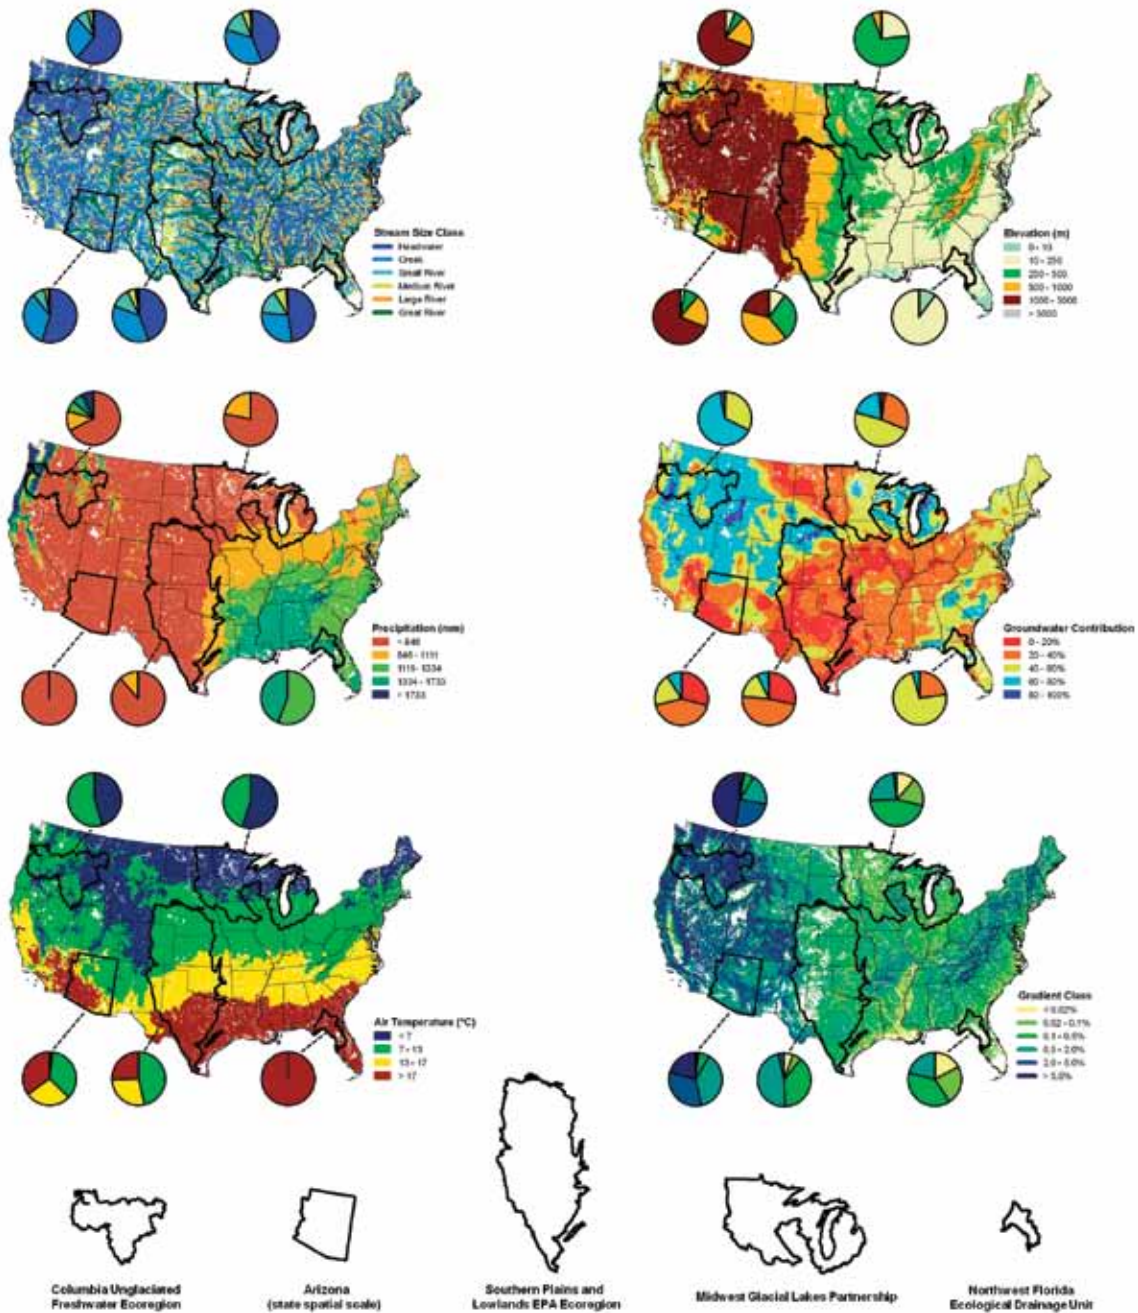 Stream Size Class
Headwater
Creek
Small River
Medium River
Large River
Great River
Elevation (m)
0 - 10
10 - 250
250 - 500
500 - 1000
1000 - 3000
> 3000
Precipitation (mm)
1334 - 1733
> 1733
Groundwater Contribution
0 - 20%
20 - 40%
40 - 60%
60 - 80%
80 - 100%
Air Temperature (°C)
< 7
7 - 13
13 - 17
> 17
Gradient Class
< 0.02%
0.02 - 0.1%
0.1 - 0.5%
0.5 - 2.0%
2.0 - 5.0%
> 5.0%
Columbia Unglaciated
Freshwater Ecoregion
Arizona
(state spatial scale)
Southern Plains and
Lowlands EPA Ecoregion
Midwest Glacial Lakes Partnership
Northwest Florida
Ecological Drainage Unit